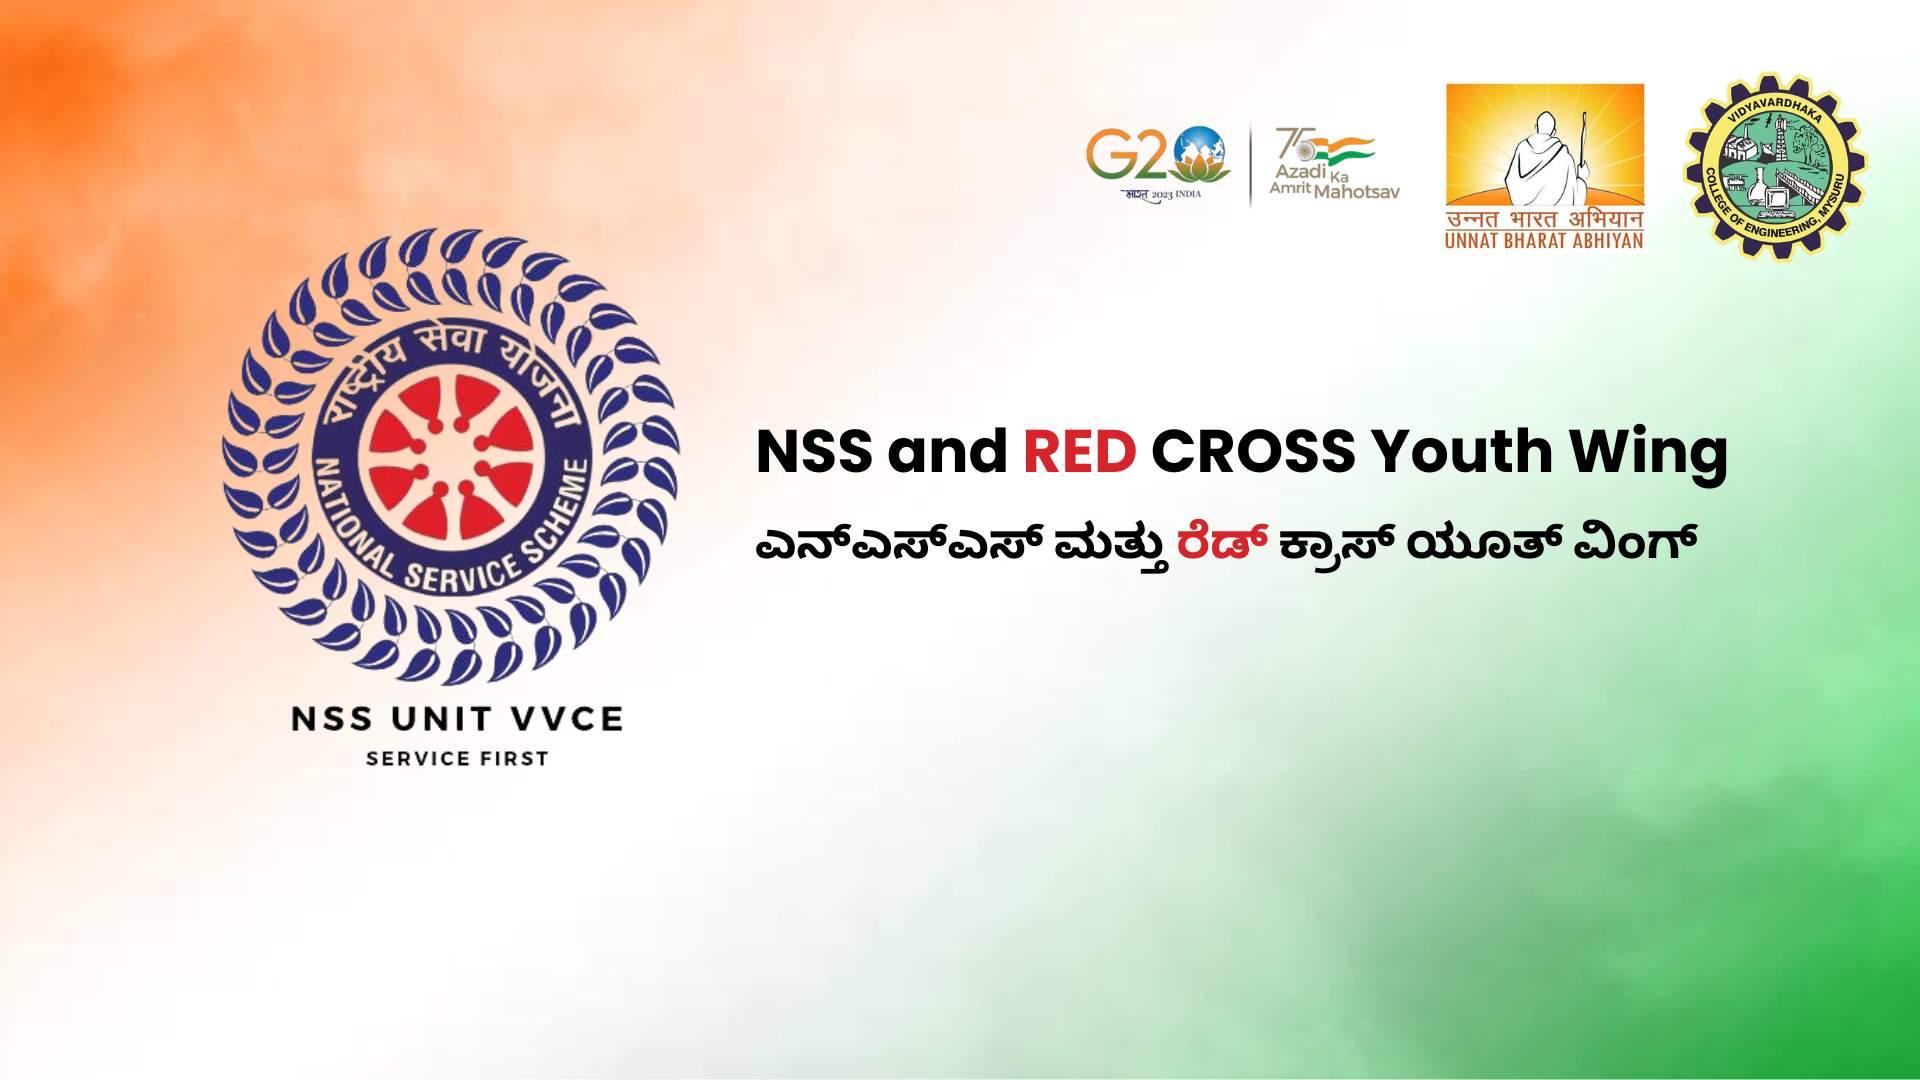 G20
भारत 2023 INDIA
75
Azadi Ka
Amrit Mahotsav
उन्नत भारत अभियान
UNNAT BHARAT ABHIYAN
VIDYAVARDHAKA
COLLEGE OF ENGINEERING, MYSURU
राष्ट्रीय सेवा योजना
NATIONAL SERVICE SCHEME
NSS UNIT VVCE
SERVICE FIRST
NSS and RED CROSS Youth Wing
ಎನ್ಎಸ್ಎಸ್ ಮತ್ತು ರೆಡ್ ಕ್ರಾಸ್ ಯೂತ್ ವಿಂಗ್